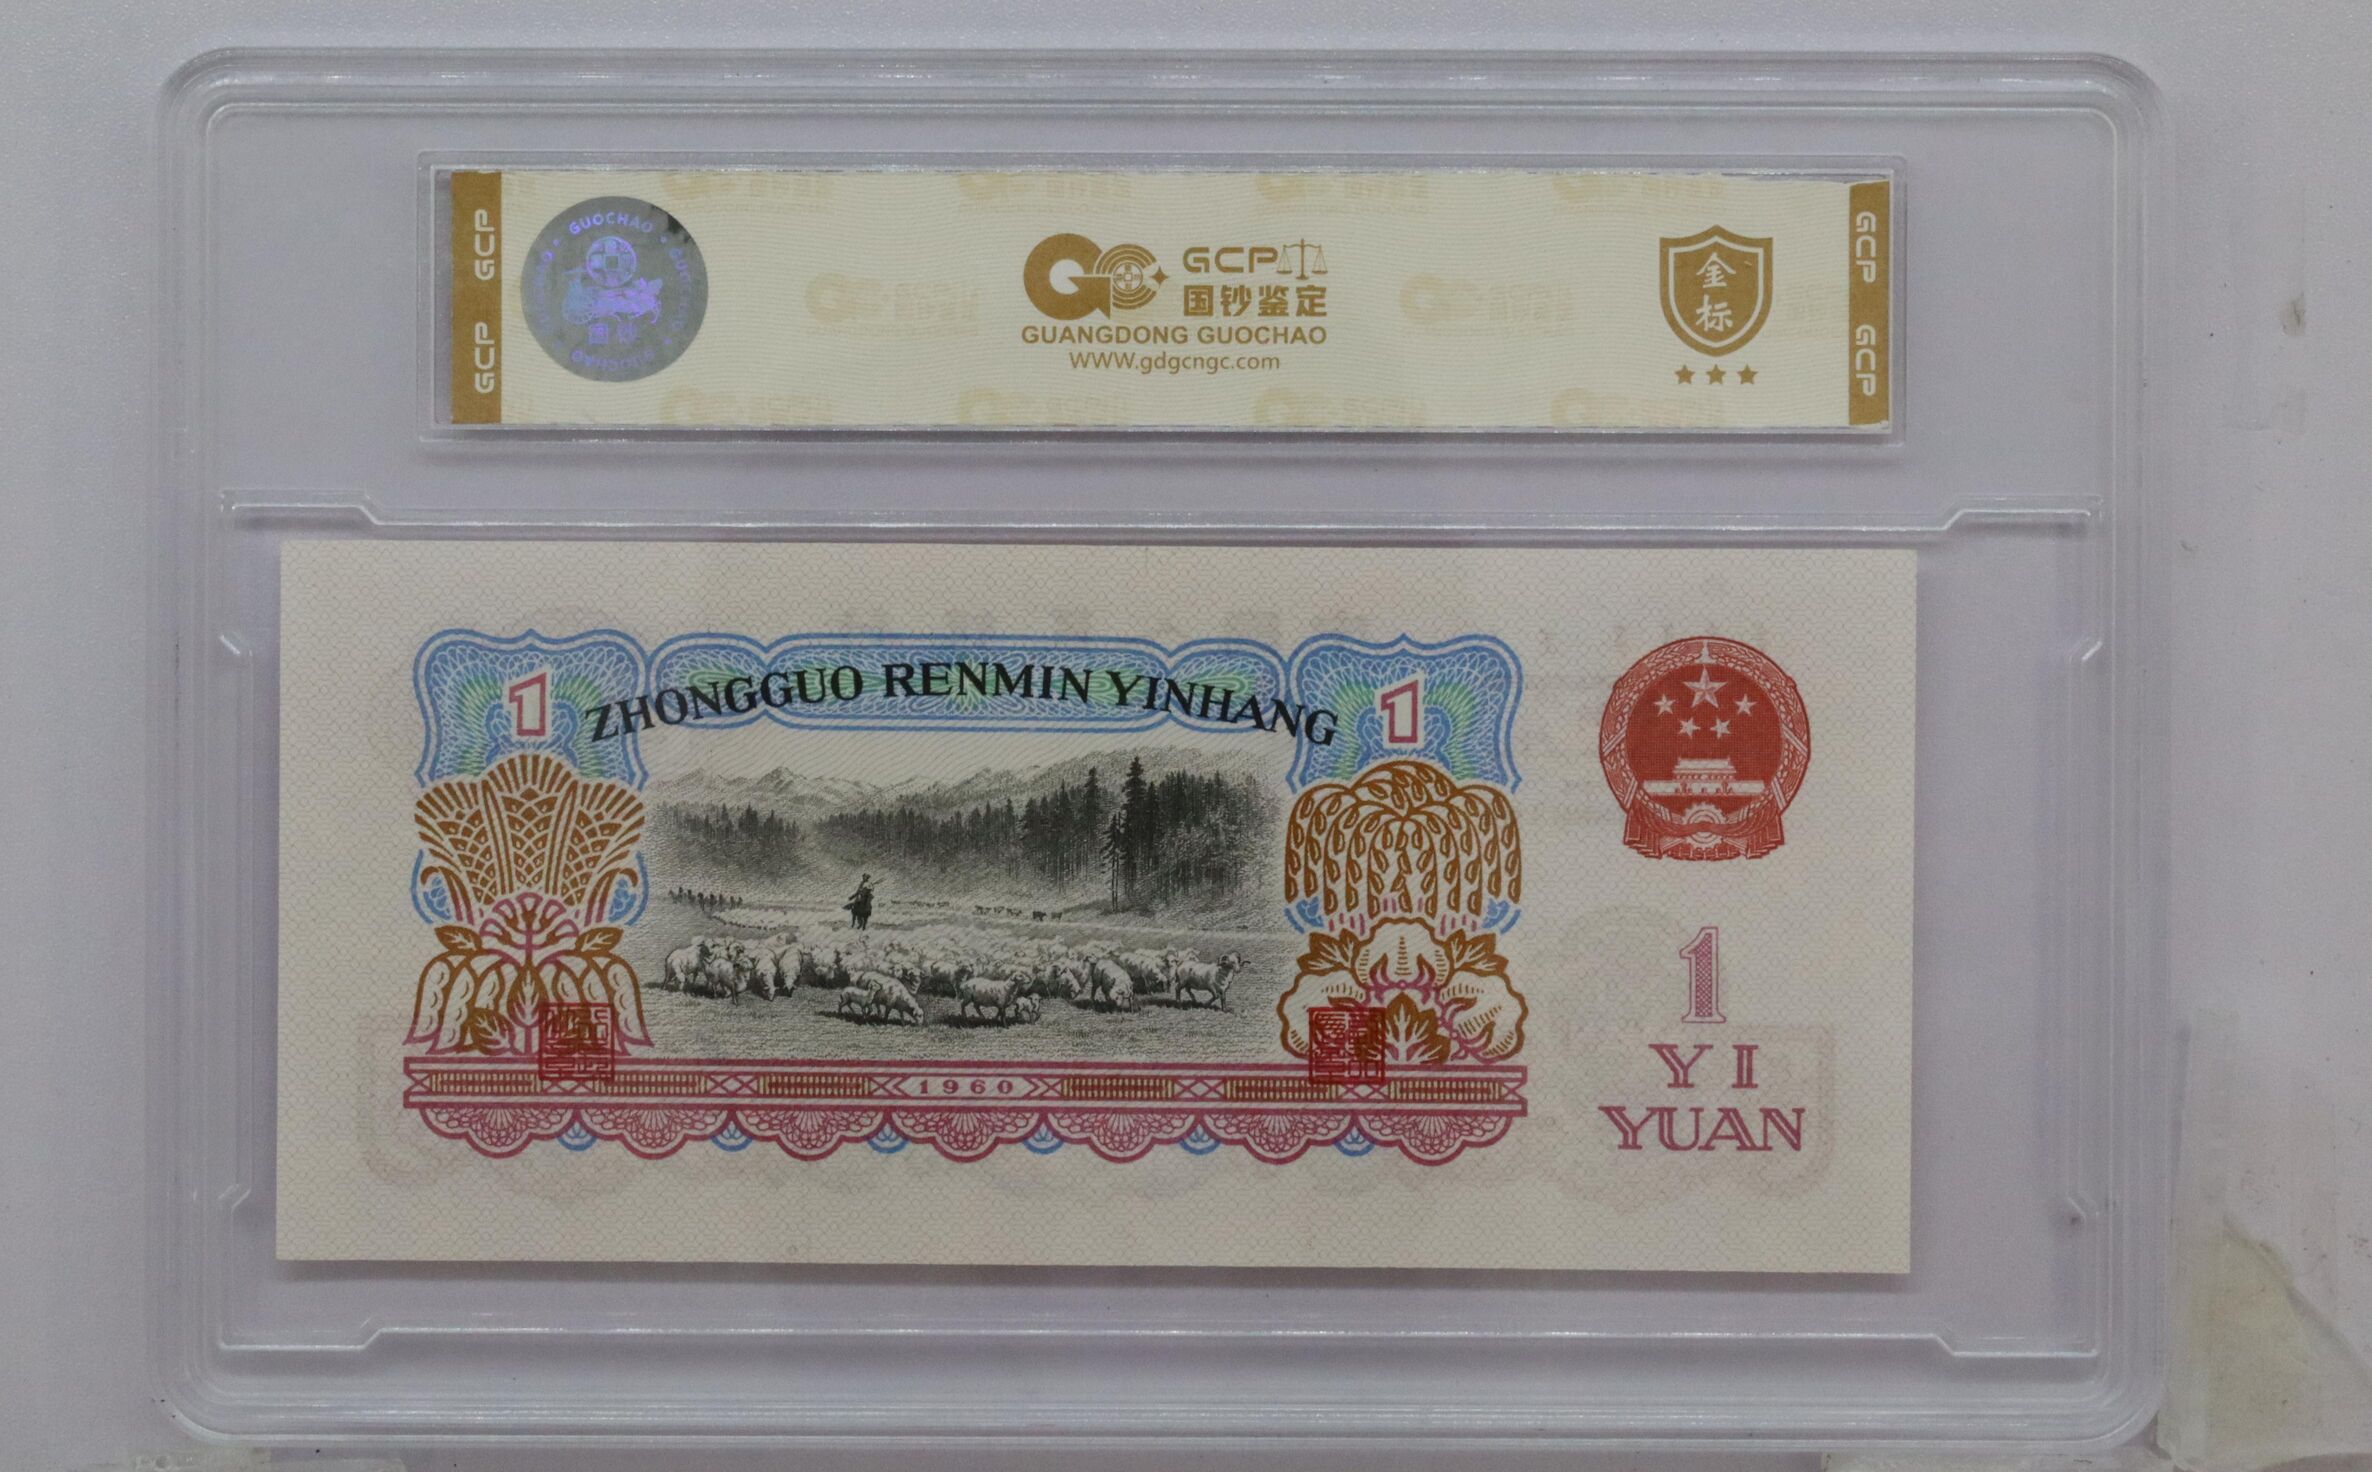 GCP GCP
GUOCHAO
国钞
GUOCHAO
GCP
国钞鉴定
GUANGDONG GUOCHAO
WWW.gdgcngc.com
金标
GCP GCP
ZHONGGUO RENMIN YINHANG
1
1
1960
1
YI
YUAN